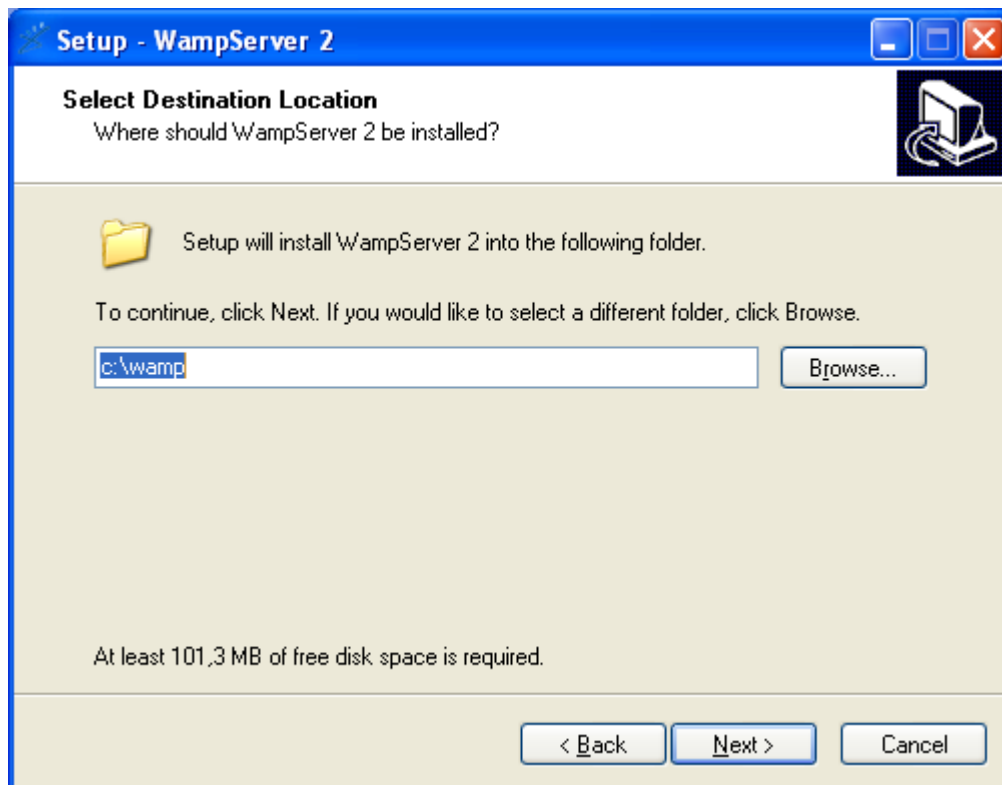 Setup - WampServer 2
Select Destination Location
Where should WampServer 2 be installed?
Setup will install WampServer 2 into the following folder.
To continue, click Next. If you would like to select a different folder, click Browse.
c:\wamp
Browse...
At least 101,3 MB of free disk space is required.
< Back
Next >
Cancel